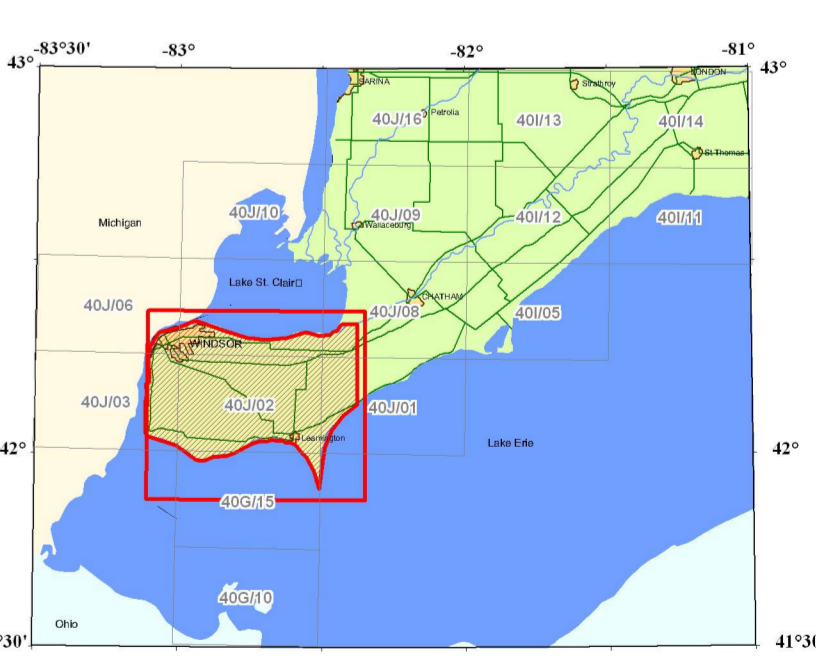 -83°30'
-83°
-82°
-81°
43°
43°
SARINA
LONDON
Strathroy
40J/16
Petrolia
40I/13
40I/14
St Thomas
40J/10
40J/09
Wallaceburg
40I/12
40I/11
Michigan
Lake St. Clair
CHATHAM
40J/06
40J/08
40I/05
WINDSOR
40J/03
40J/02
40J/01
Leamington
Lake Erie
42°
42°
40G/15
40G/10
Ohio
30'
41°30